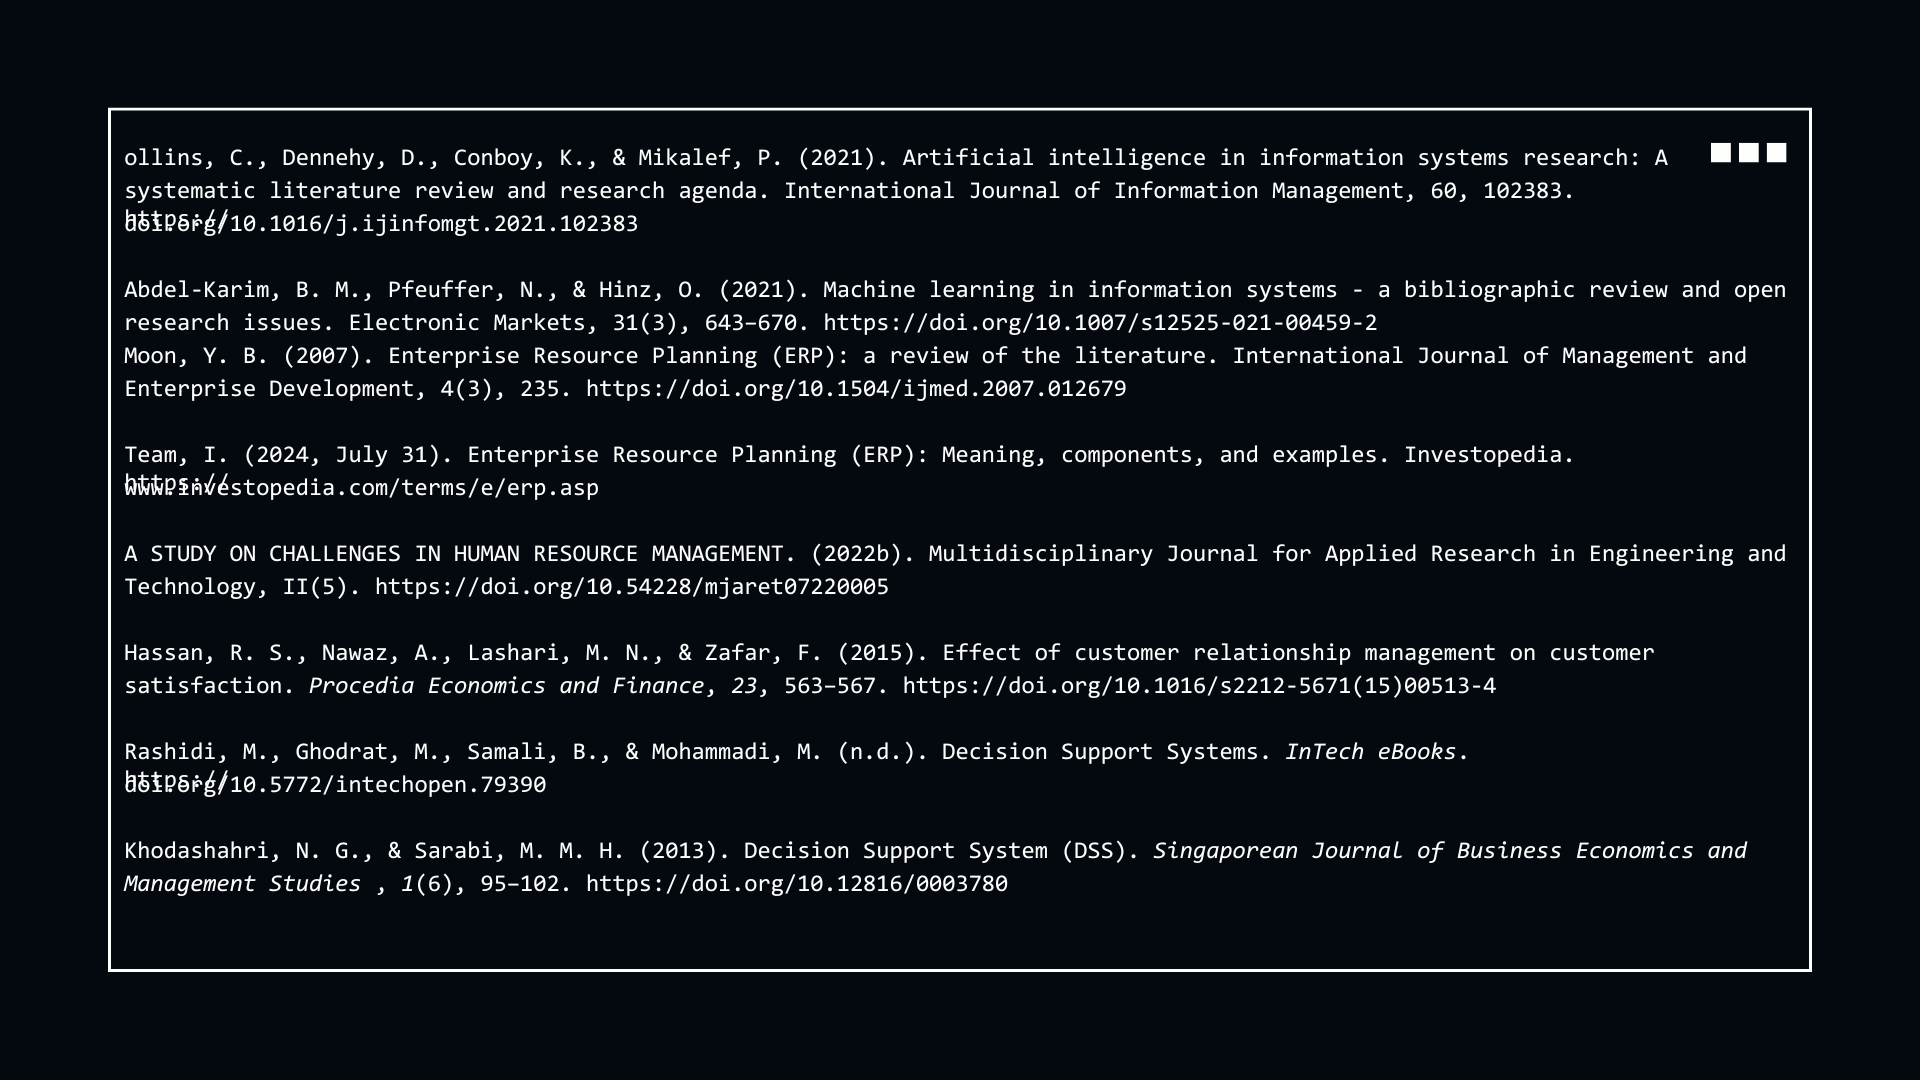 ollins, C., Dennehy, D., Conboy, K., & Mikalef, P. (2021). Artificial intelligence in information systems research: A
systematic literature review and research agenda. International Journal of Information Management, 60, 102383.
https://
doi.org/10.1016/j.ijinfomgt.2021.102383
Abdel-Karim, B. M., Pfeuffer, N., & Hinz, O. (2021). Machine learning in information systems - a bibliographic review and open
research issues. Electronic Markets, 31(3), 643–670. https://doi.org/10.1007/s12525-021-00459-2
Moon, Y. B. (2007). Enterprise Resource Planning (ERP): a review of the literature. International Journal of Management and
Enterprise Development, 4(3), 235. https://doi.org/10.1504/ijmed.2007.012679
Team, I. (2024, July 31). Enterprise Resource Planning (ERP): Meaning, components, and examples. Investopedia.
https://
www.investopedia.com/terms/e/erp.asp
A STUDY ON CHALLENGES IN HUMAN RESOURCE MANAGEMENT. (2022b). Multidisciplinary Journal for Applied Research in Engineering and
Technology, II(5). https://doi.org/10.54228/mjaret07220005
Hassan, R. S., Nawaz, A., Lashari, M. N., & Zafar, F. (2015). Effect of customer relationship management on customer
satisfaction. Procedia Economics and Finance, 23, 563–567. https://doi.org/10.1016/s2212-5671(15)00513-4
Rashidi, M., Ghodrat, M., Samali, B., & Mohammadi, M. (n.d.). Decision Support Systems. InTech eBooks.
https://
doi.org/10.5772/intechopen.79390
Khodashahri, N. G., & Sarabi, M. M. H. (2013). Decision Support System (DSS). Singaporean Journal of Business Economics and
Management Studies , 1(6), 95–102. https://doi.org/10.12816/0003780